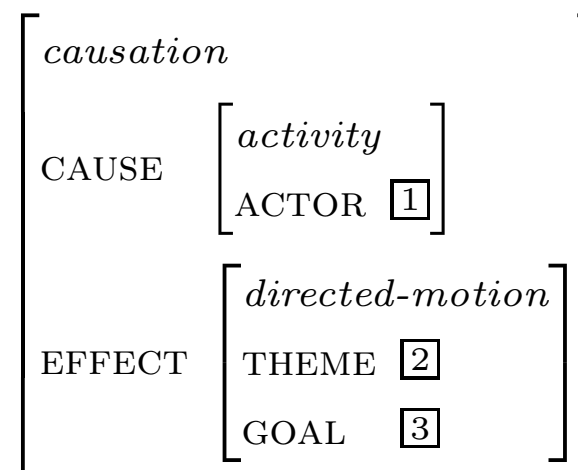 causation
activity
CAUSE
ACTOR 1
directed-motion
EFFECT THEME 2
GOAL 3